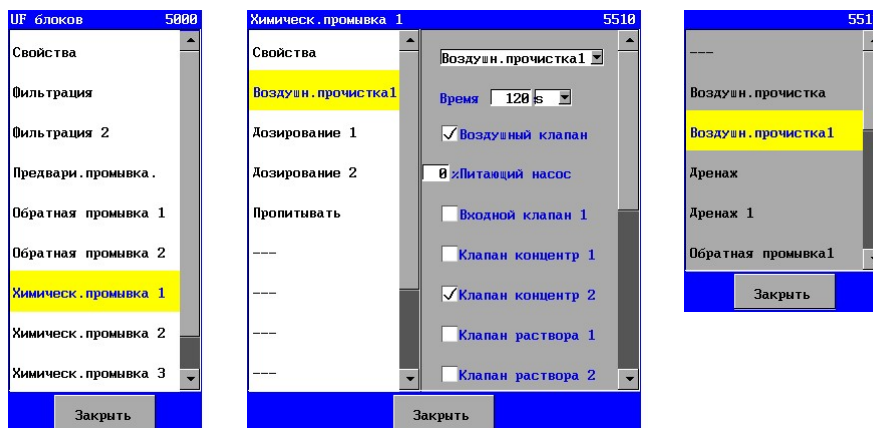 UF блоков 5000
Свойства
Фильтрация
Фильтрация 2
Предвари.промывка.
Обратная промывка 1
Обратная промывка 2
Химическ.промывка 1
Химическ.промывка 2
Химическ.промывка 3
Закрыть
Химическ.промывка 1 5510
Свойства
Воздушн.прочистка1
Дозирование 1
Дозирование 2
Пропитывать
---
---
---
---
Воздушн.прочистка1
Время 120 s
Воздушный клапан
0 %Питающий насос
Входной клапан 1
Клапан концентр 1
Клапан концентр 2
Клапан раствора 1
Клапан раствора 2
Закрыть
551
---
Воздушн.прочистка
Воздушн.прочистка1
Дренаж
Дренаж 1
Обратная промывка1
Закрыть